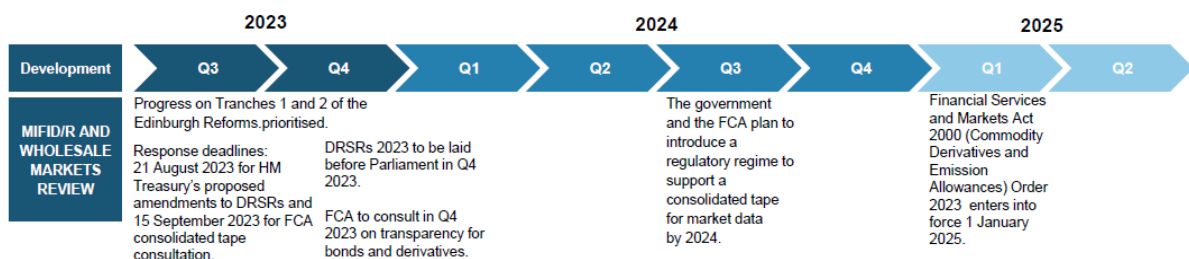 2023
2024
2025
Development
Q3
Q4
Q1
Q2
Q3
Q4
Q1
Q2
MIFID/R AND
WHOLESALE
MARKETS
REVIEW
Progress on Tranches 1 and 2 of the
Edinburgh Reforms.prioritised.
Response deadlines:
21 August 2023 for HM
Treasury's proposed
amendments to DRSRs and
15 September 2023 for FCA
consolidated tape
consultation.
DRSRs 2023 to be laid
before Parliament in Q4
2023.
FCA to consult in Q4
2023 on transparency for
bonds and derivatives.
The government
and the FCA plan to
introduce a
regulatory regime to
support a
consolidated tape
for market data
by 2024.
Financial Services
and Markets Act
2000 (Commodity
Derivatives and
Emission
Allowances) Order
2023 enters into
force 1 January
2025.